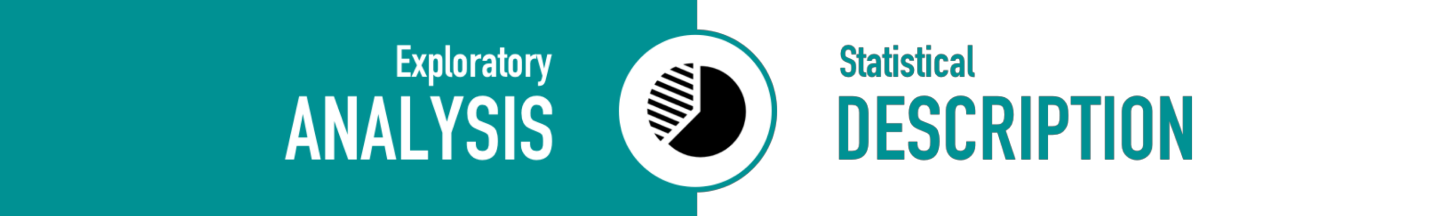 Exploratory
ANALYSIS
Statistical
DESCRIPTION